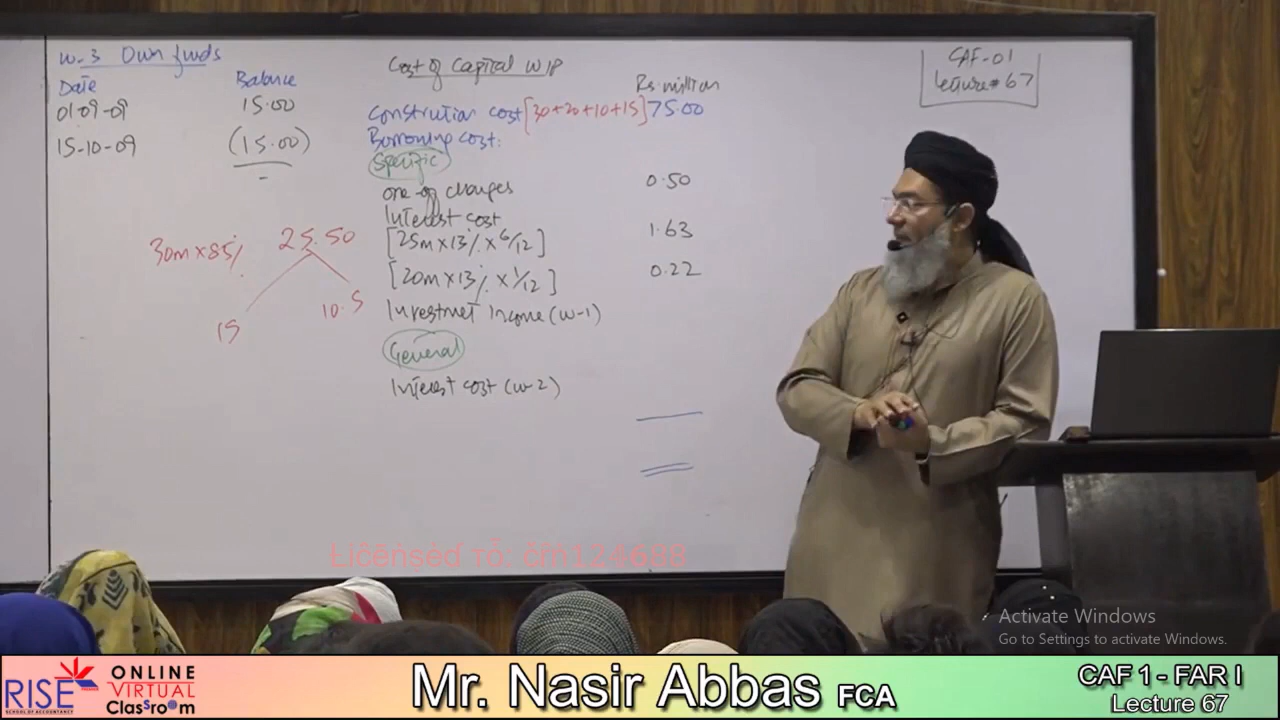 W-3 Own funds
Date Balance
01-09-09 15.00
15-10-09 (15.00)
-
30m x 85% 25.50
15 10.5
Cost of Capital WIP
Rs. million
Construction cost [30+20+10+15] 75.00
Borrowing cost:
Specific
one off charges 0.50
Interest cost
[25m x 13% x 6/12] 1.63
[20m x 13% x 1/12] 0.22
Investment income (w-1)
General
Interest cost (w-2)
CAF-01
Lecture # 67
Licensed To: cm124688
Activate Windows
Go to Settings to activate Windows.
RISE
SCHOOL OF ACCOUNTANCY
ONLINE
VIRTUAL
ClasSro@m
Mr. Nasir Abbas FCA
CAF 1 - FAR I
Lecture 67